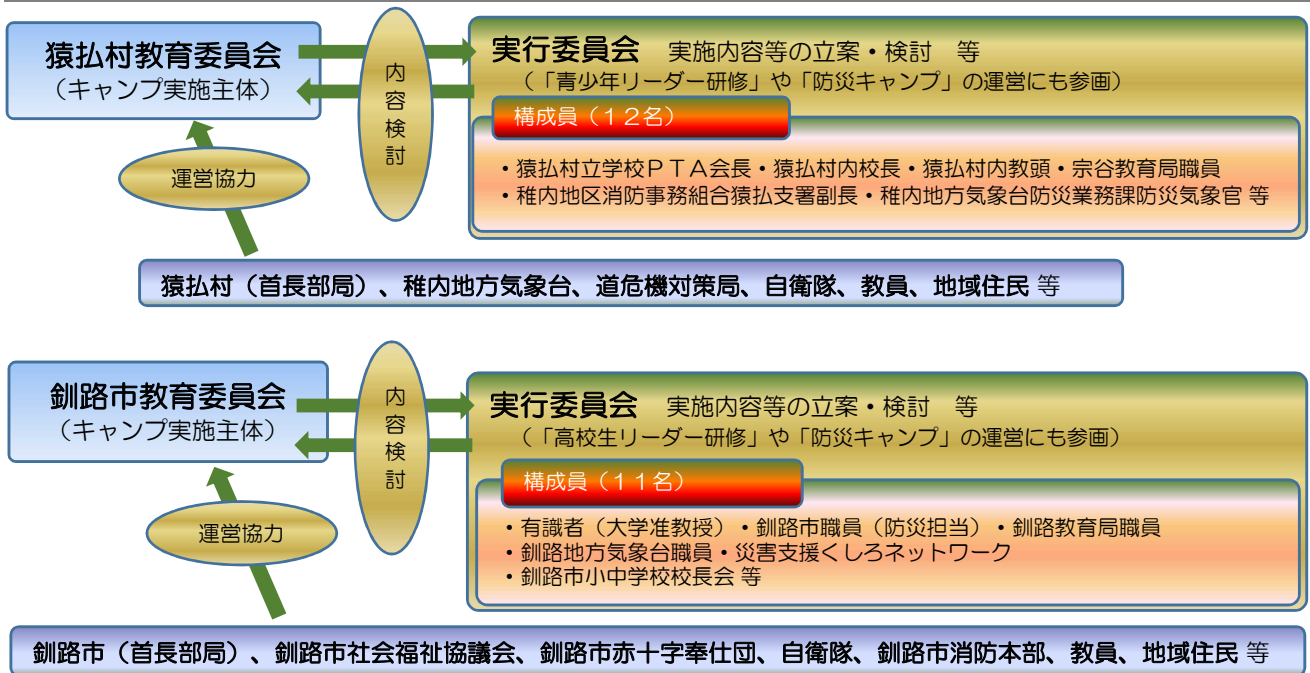 猿払村教育委員会
（キャンプ実施主体）
内容検討
実行委員会　実施内容等の立案・検討　等
（「青少年リーダー研修」や「防災キャンプ」の運営にも参画）
構成員（１２名）
・猿払村立学校ＰＴＡ会長・猿払村内校長・猿払村内教頭・宗谷教育局職員
・稚内地区消防事務組合猿払支署副長・稚内地方気象台防災業務課防災気象官 等
運営協力
猿払村（首長部局）、稚内地方気象台、道危機対策局、自衛隊、教員、地域住民 等
釧路市教育委員会
（キャンプ実施主体）
内容検討
実行委員会　実施内容等の立案・検討　等
（「高校生リーダー研修」や「防災キャンプ」の運営にも参画）
構成員（１１名）
・有識者（大学准教授）・釧路市職員（防災担当）・釧路教育局職員
・釧路地方気象台職員・災害支援くしろネットワーク
・釧路市小中学校校長会 等
運営協力
釧路市（首長部局）、釧路市社会福祉協議会、釧路市赤十字奉仕団、自衛隊、釧路市消防本部、教員、地域住民 等